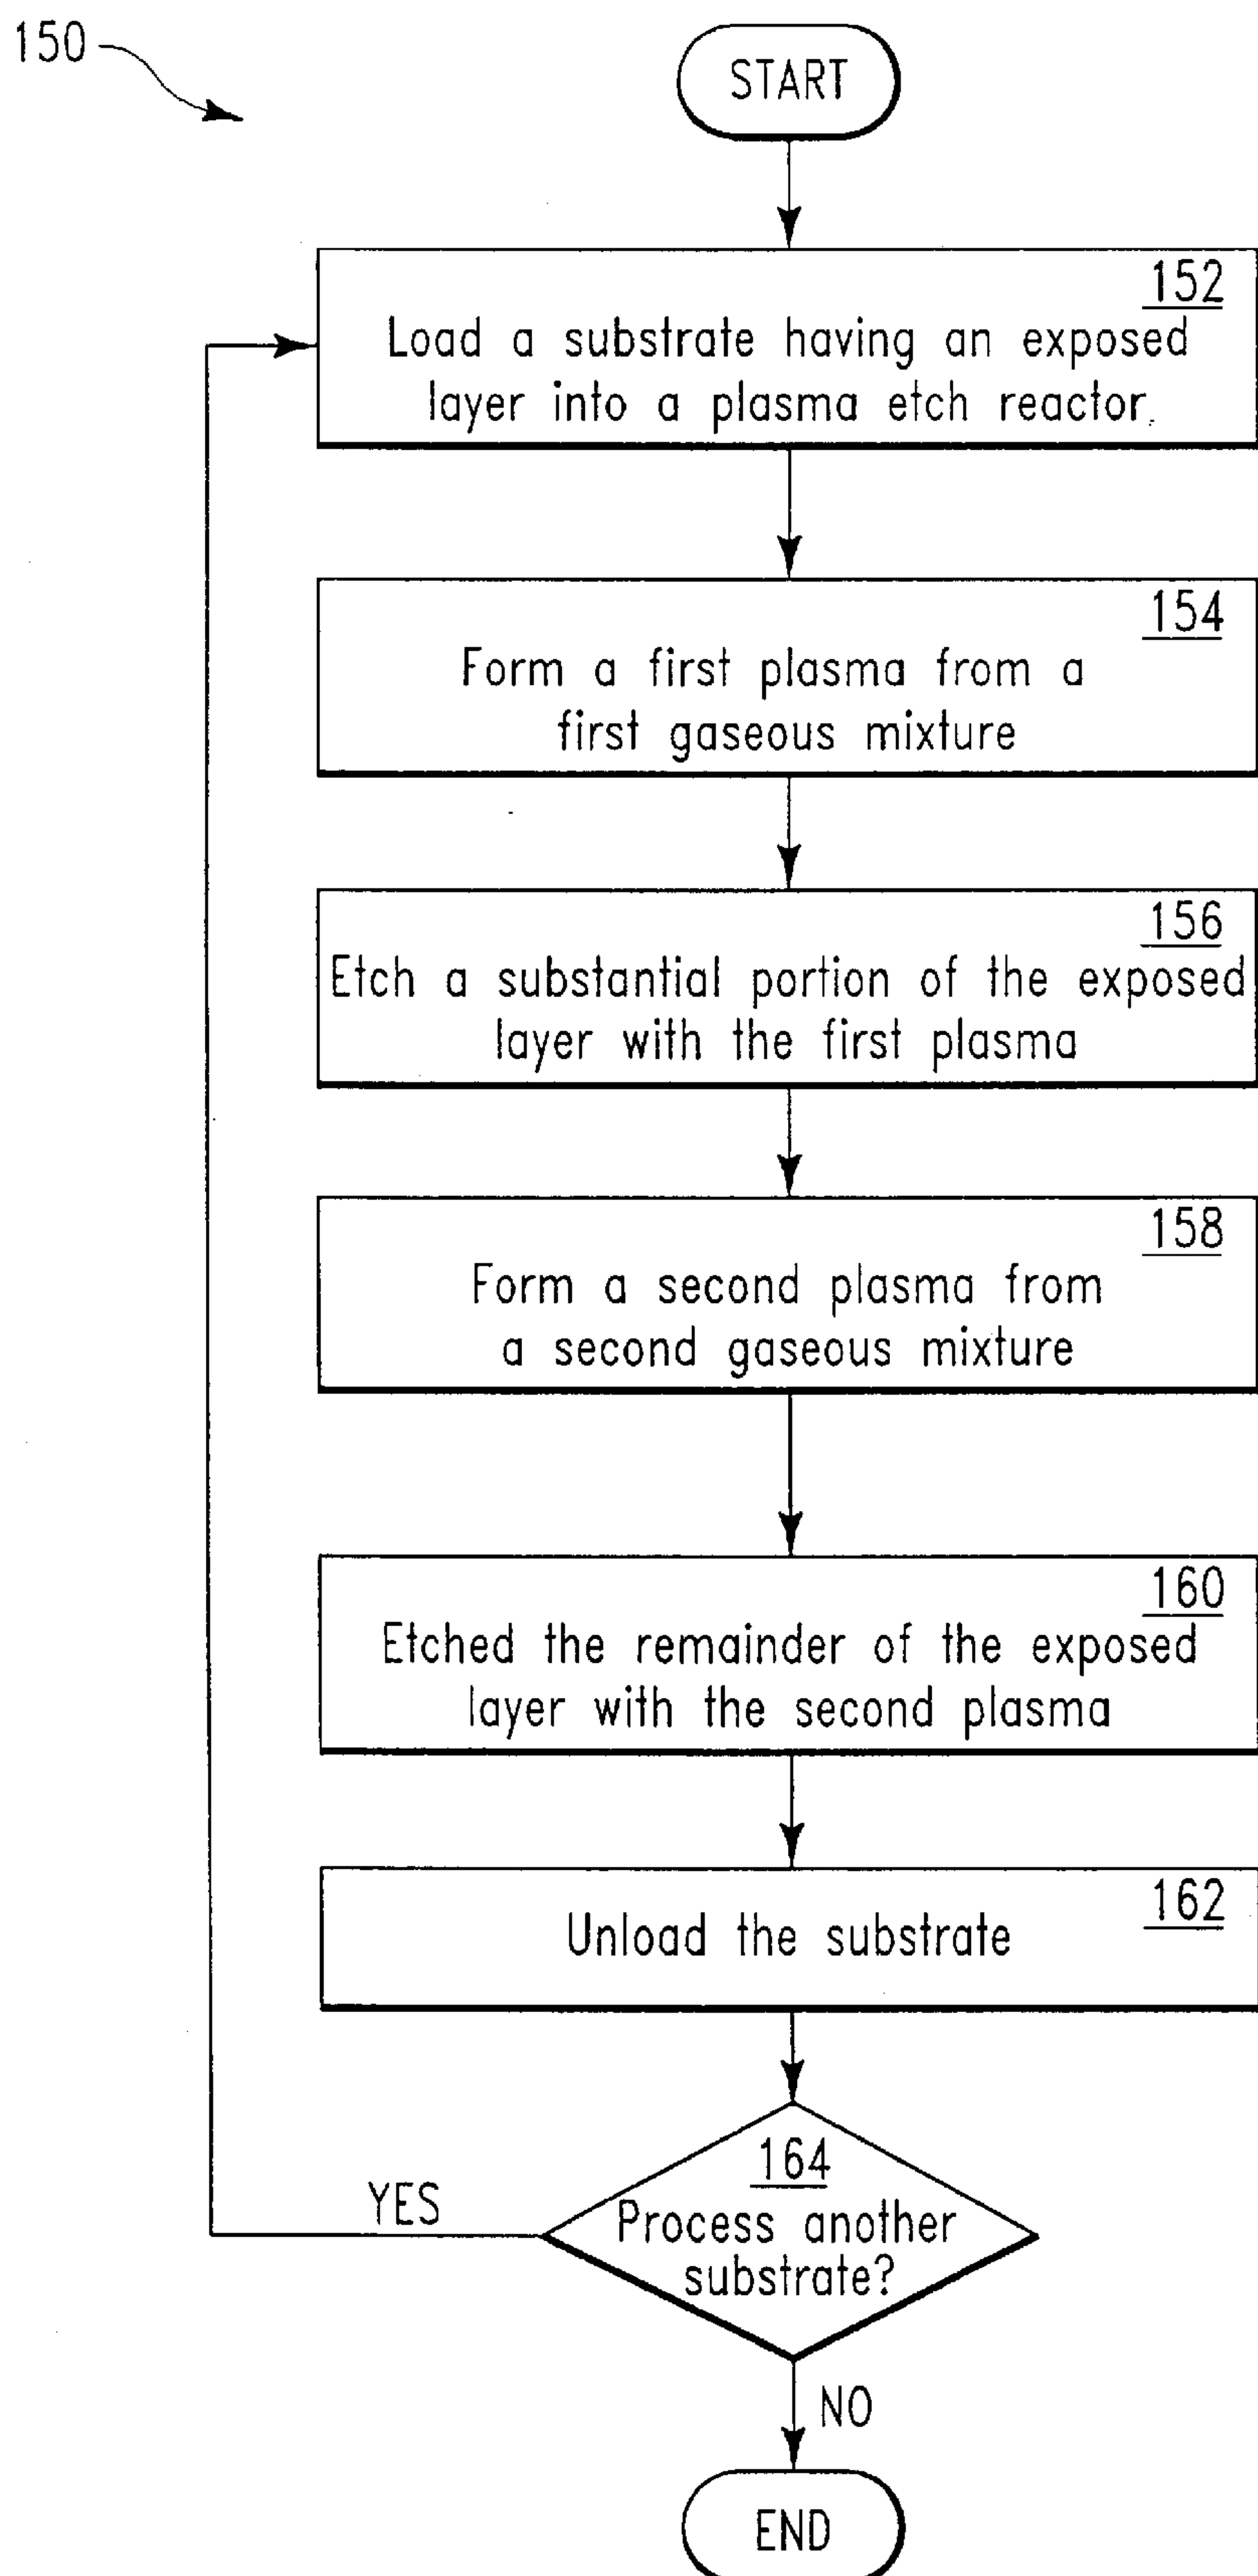 150
START
152
Load a substrate having an exposed
layer into a plasma etch reactor.
154
Form a first plasma from a
first gaseous mixture
156
Etch a substantial portion of the exposed
layer with the first plasma
158
Form a second plasma from
a second gaseous mixture
160
Etched the remainder of the exposed
layer with the second plasma
162
Unload the substrate
164
Process another
substrate?
YES
NO
END